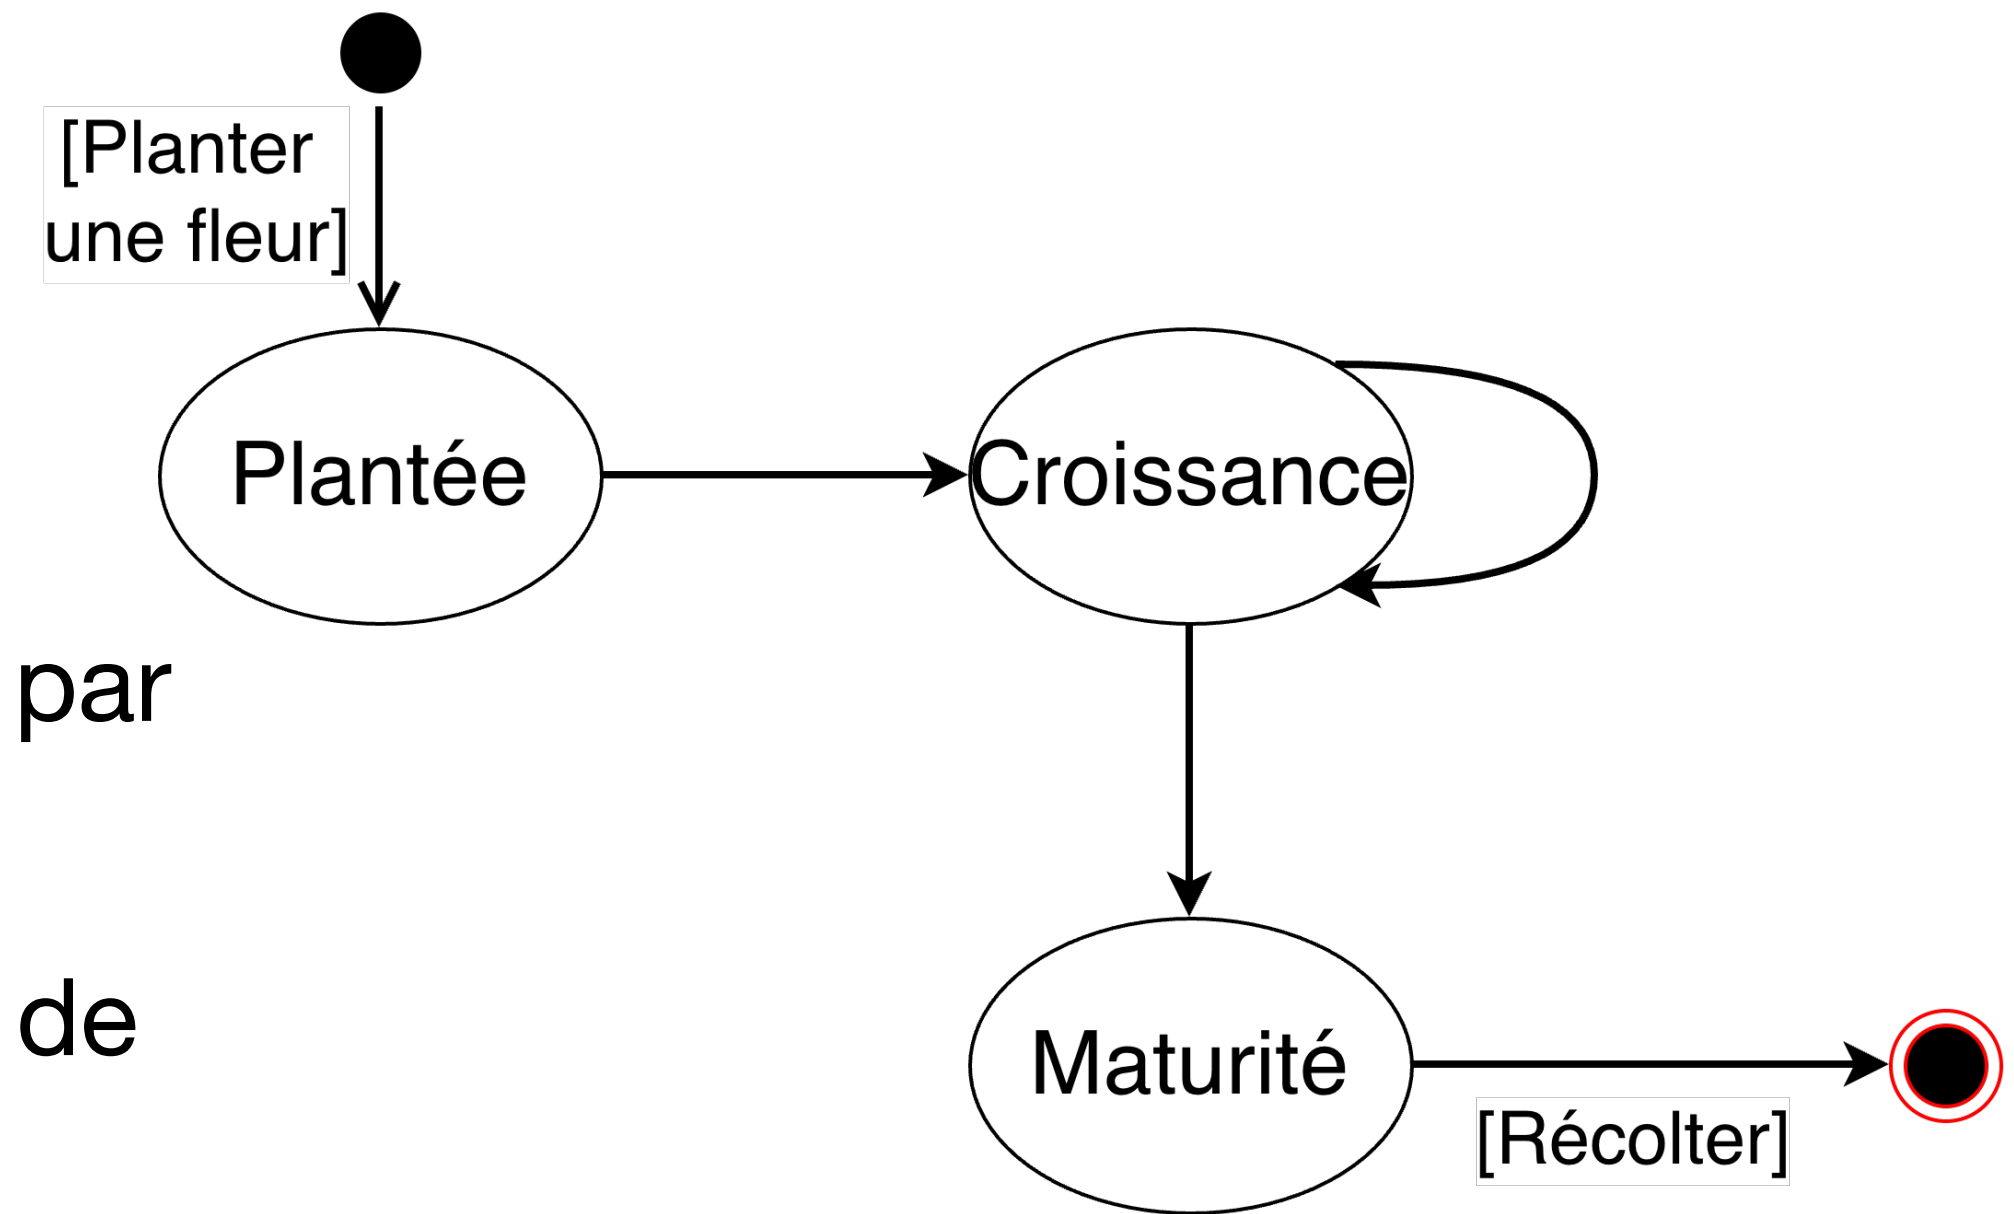 [Planter
une fleur]
Plantée
Croissance
par
de
Maturité
[Récolter]